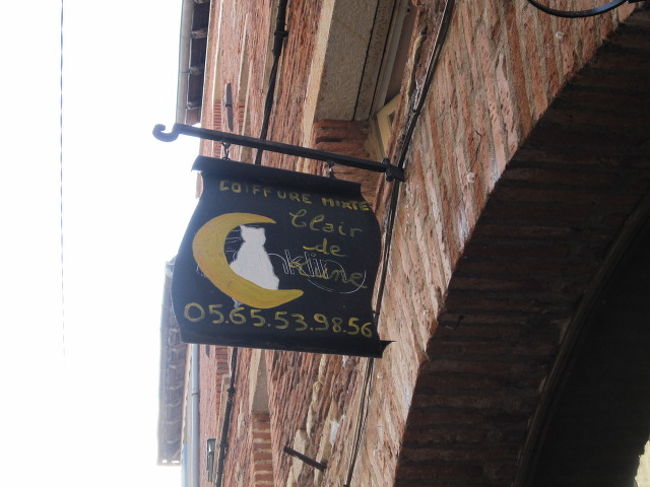 COIFFURE MIXTE
Clair
de
Lune
05.65.53.98.56